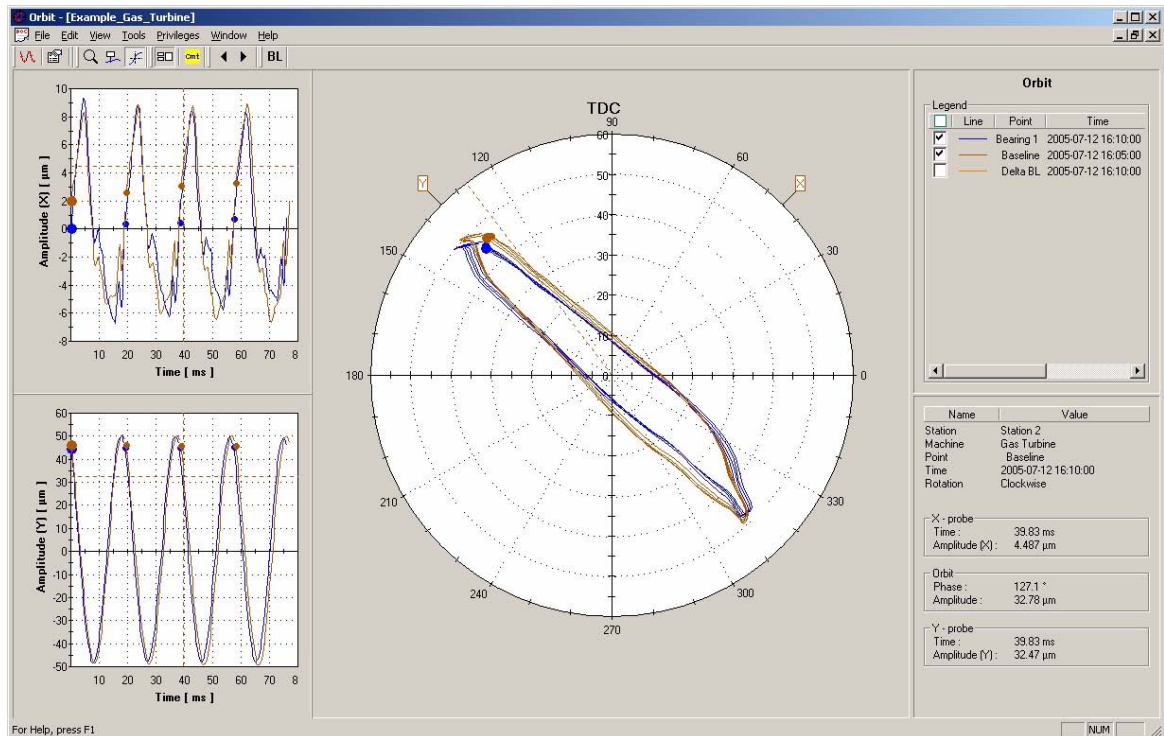 Orbit - [Example_Gas_Turbine]
File Edit View Tools Privileges Window Help
Cmt BL
10
8
6
4
2
0
-2
-4
-6
-8
Amplitude (X) [ µm ]
10 20 30 40 50 60 70 8
Time [ ms ]
60
50
40
30
20
10
0
-10
-20
-30
-40
-50
Amplitude (Y) [ µm ]
10 20 30 40 50 60 70 8
Time [ ms ]
TDC
90
60
120 60
Y X
50
40
150 30
30
20
10
180 0 0
210 330
240 300
270
Orbit
Legend
Line Point Time
Bearing 1 2005-07-12 16:10:00
Baseline 2005-07-12 16:05:00
Delta BL 2005-07-12 16:10:00
Name Value
Station Station 2
Machine Gas Turbine
Point Baseline
Time 2005-07-12 16:10:00
Rotation Clockwise
X - probe
Time : 39.83 ms
Amplitude (X) : 4.487 µm
Orbit
Phase : 127.1 °
Amplitude : 32.78 µm
Y - probe
Time : 39.83 ms
Amplitude (Y) : 32.47 µm
For Help, press F1 NUM